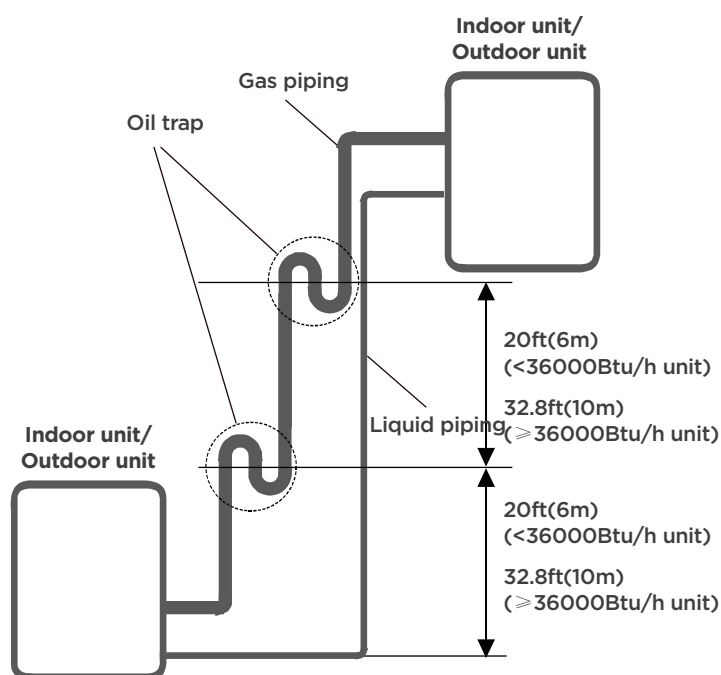 Indoor unit/
Outdoor unit
Gas piping
Oil trap
20ft(6m)
(<36000Btu/h unit)
32.8ft(10m)
(⩾36000Btu/h unit)
Liquid piping
Indoor unit/
Outdoor unit
20ft(6m)
(<36000Btu/h unit)
32.8ft(10m)
(⩾36000Btu/h unit)